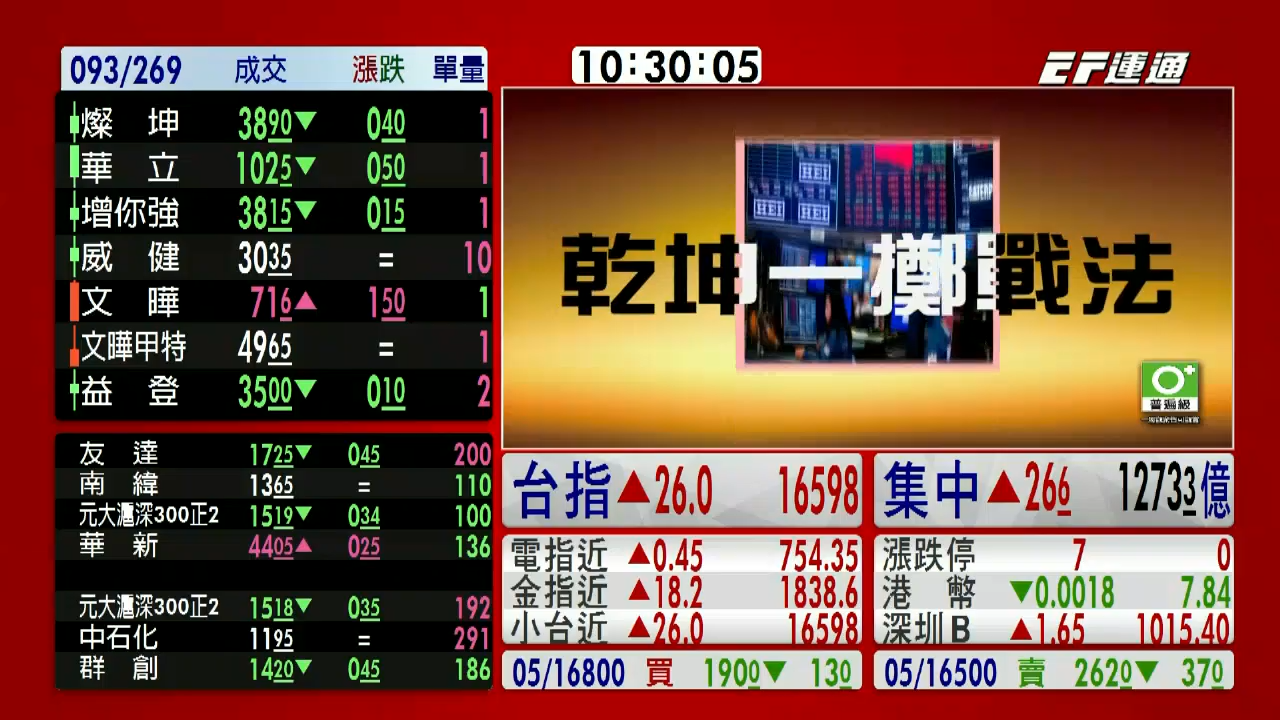 093/269 成交 漲跌 單量
燦坤 3890▼ 040 1
華立 1025▼ 050 1
增你強 3815▼ 015 1
威健 3035 = 10
文曄 716▲ 150 1
文曄甲特 4965 = 1
益登 3500▼ 010 2
友達 1725▼ 045 200
南緯 1365 = 110
元大滬深300正2 1519▼ 034 100
華新 4405▲ 025 136
元大滬深300正2 1518▼ 035 192
中石化 1195 = 291
群創 1420▼ 045 186
10:30:05
EF運通
HEI
HEI
HEI
CATERP
乾坤一擲戰法
普遍級
台指▲26.0 16598
集中▲266 12733億
電指近 ▲0.45 754.35
金指近 ▲18.2 1838.6
小台近 ▲26.0 16598
漲跌停 7 0
港幣 ▼0.0018 7.84
深圳B ▲1.65 1015.40
05/16800 買 1900▼ 130
05/16500 賣 2620▼ 370